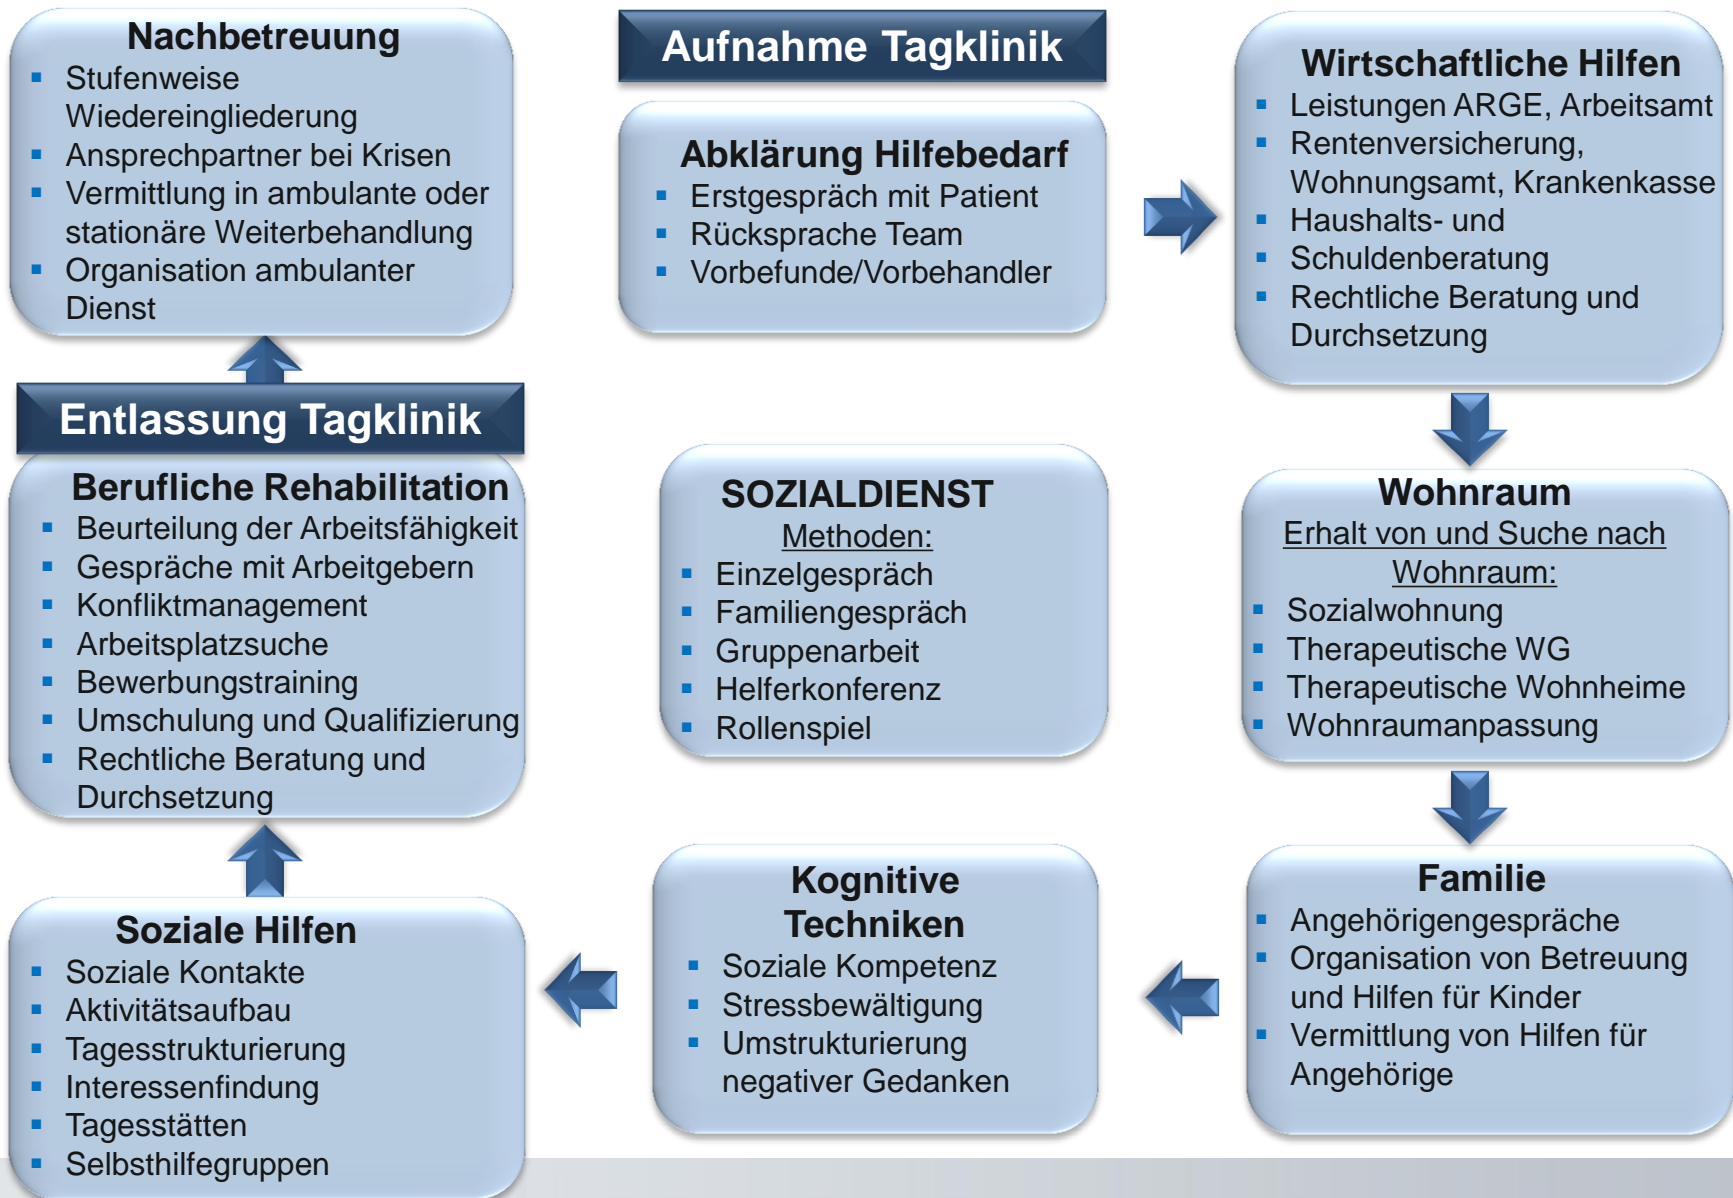 Aufnahme Tagklinik
Abklärung Hilfebedarf
▪ Erstgespräch mit Patient
▪ Rücksprache Team
▪ Vorbefunde/Vorbehandler
Wirtschaftliche Hilfen
▪ Leistungen ARGE, Arbeitsamt
▪ Rentenversicherung,
Wohnungsamt, Krankenkasse
▪ Haushalts- und
▪ Schuldenberatung
▪ Rechtliche Beratung und
Durchsetzung
Wohnraum
Erhalt von und Suche nach
Wohnraum:
▪ Sozialwohnung
▪ Therapeutische WG
▪ Therapeutische Wohnheime
▪ Wohnraumanpassung
Familie
▪ Angehörigengespräche
▪ Organisation von Betreuung
und Hilfen für Kinder
▪ Vermittlung von Hilfen für
Angehörige
Kognitive
Techniken
▪ Soziale Kompetenz
▪ Stressbewältigung
▪ Umstrukturierung
negativer Gedanken
Soziale Hilfen
▪ Soziale Kontakte
▪ Aktivitätsaufbau
▪ Tagesstrukturierung
▪ Interessenfindung
▪ Tagesstätten
▪ Selbsthilfegruppen
Berufliche Rehabilitation
▪ Beurteilung der Arbeitsfähigkeit
▪ Gespräche mit Arbeitgebern
▪ Konfliktmanagement
▪ Arbeitsplatzsuche
▪ Bewerbungstraining
▪ Umschulung und Qualifizierung
▪ Rechtliche Beratung und
Durchsetzung
Entlassung Tagklinik
Nachbetreuung
▪ Stufenweise
Wiedereingliederung
▪ Ansprechpartner bei Krisen
▪ Vermittlung in ambulante oder
stationäre Weiterbehandlung
▪ Organisation ambulanter
Dienst
SOZIALDIENST
Methoden:
▪ Einzelgespräch
▪ Familiengespräch
▪ Gruppenarbeit
▪ Helferkonferenz
▪ Rollenspiel